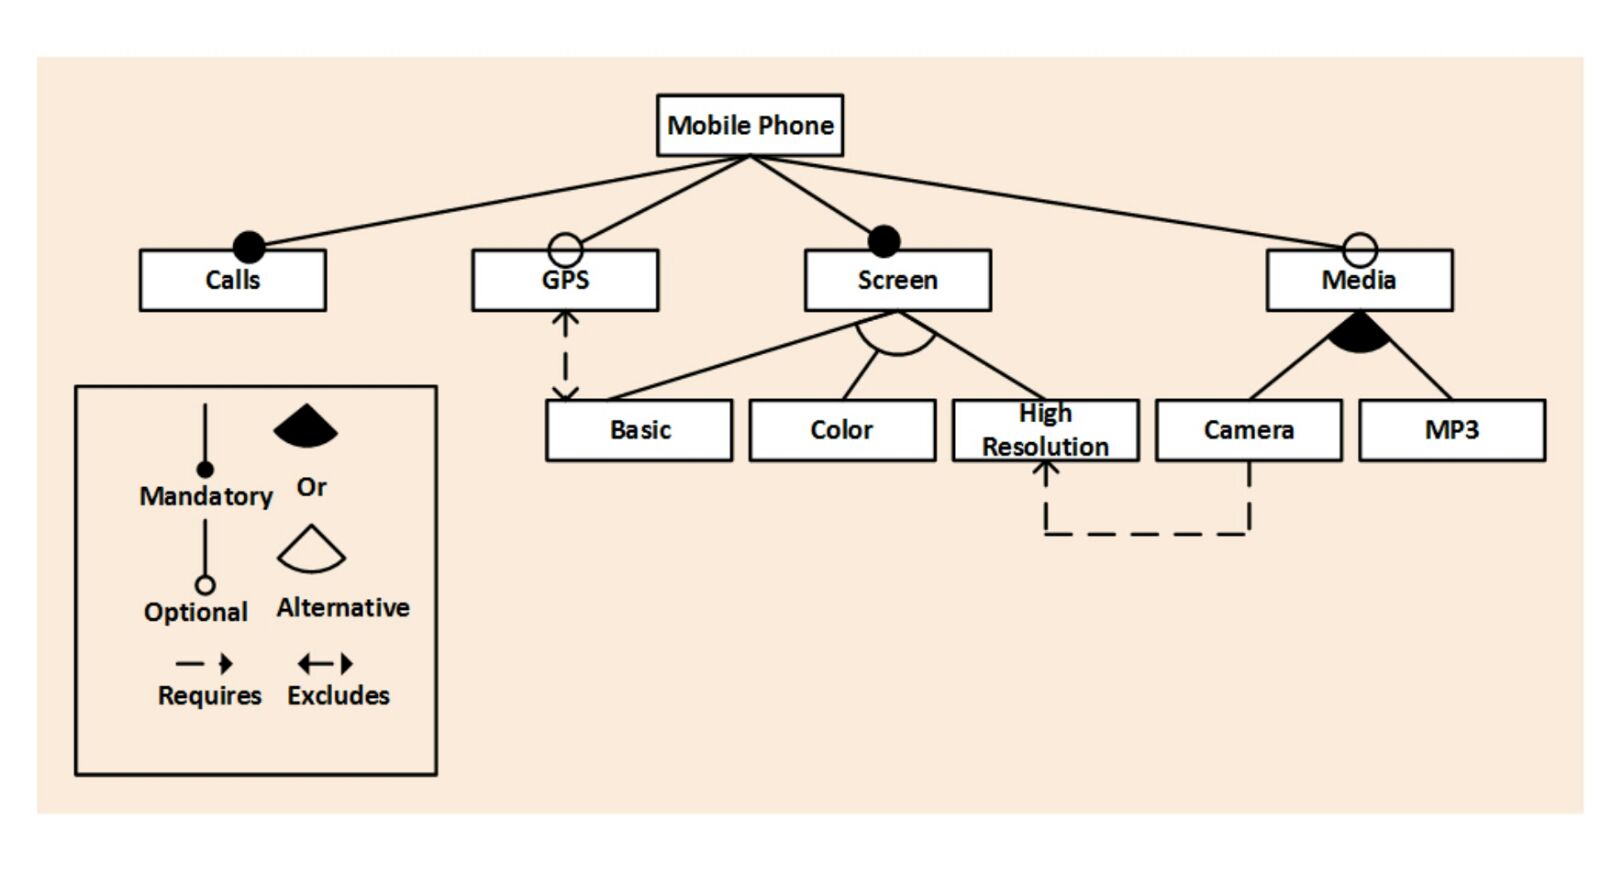 Mobile Phone
Calls
GPS
Screen
Media
Basic
Color
High
Resolution
Camera
MP3
Mandatory
Or
Optional
Alternative
Requires
Excludes